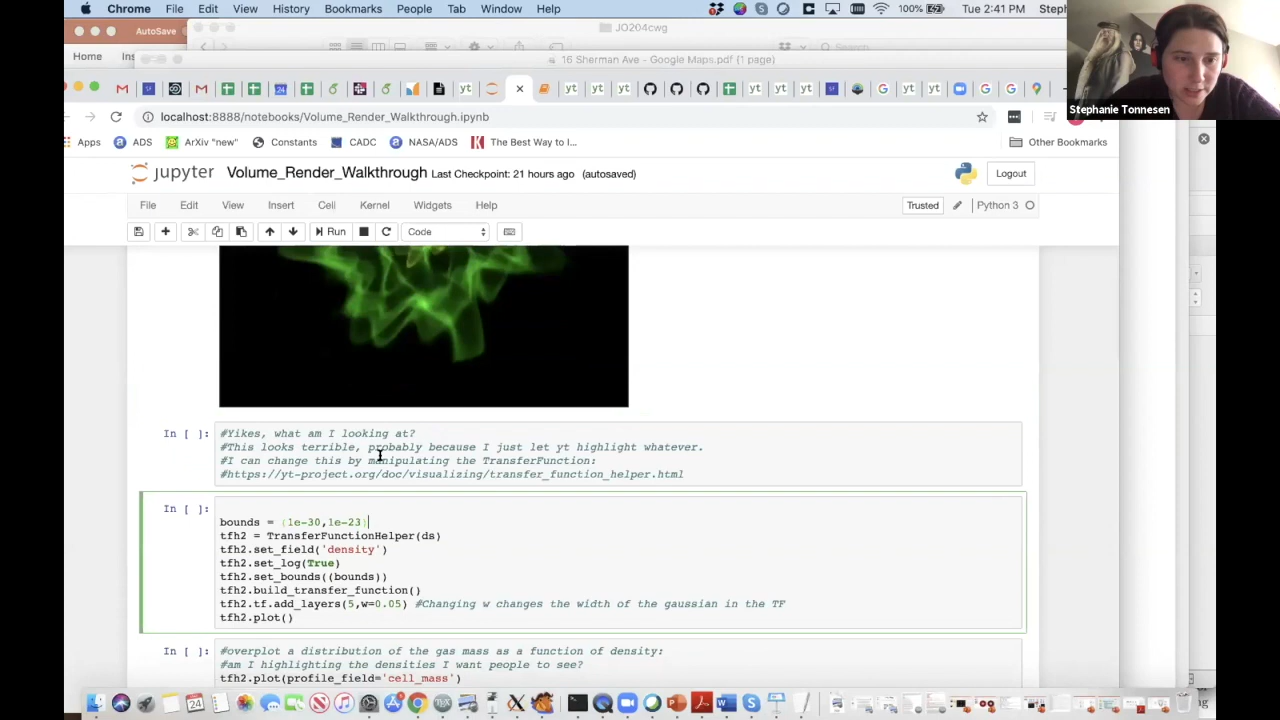 Chrome File Edit View History Bookmarks People Tab Window Help 100% Tue 2:41 PM Steph
AutoSave
JO204cwg
Home Ins
Search
16 Sherman Ave - Google Maps.pdf (1 page)
localhost:8888/notebooks/Volume_Render_Walkthrough.ipynb
Stephanie Tonnesen
Apps ADS ArXiv "new" Constants CADC NASA/ADS The Best Way to I... Other Bookmarks
jupyter Volume_Render_Walkthrough Last Checkpoint: 21 hours ago (autosaved) Logout
File Edit View Insert Cell Kernel Widgets Help Trusted Python 3
Run Code
In [ ]: #Yikes, what am I looking at?
#This looks terrible, probably because I just let yt highlight whatever.
#I can change this by manipulating the TransferFunction:
#https://yt-project.org/doc/visualizing/transfer_function_helper.html
In [ ]:
bounds = (1e-30,1e-23)
tfh2 = TransferFunctionHelper(ds)
tfh2.set_field('density')
tfh2.set_log(True)
tfh2.set_bounds((bounds))
tfh2.build_transfer_function()
tfh2.tf.add_layers(5,w=0.05) #Changing w changes the width of the gaussian in the TF
tfh2.plot()
In [ ]: #overplot a distribution of the gas mass as a function of density:
#am I highlighting the densities I want people to see?
tfh2.plot(profile_field='cell_mass')